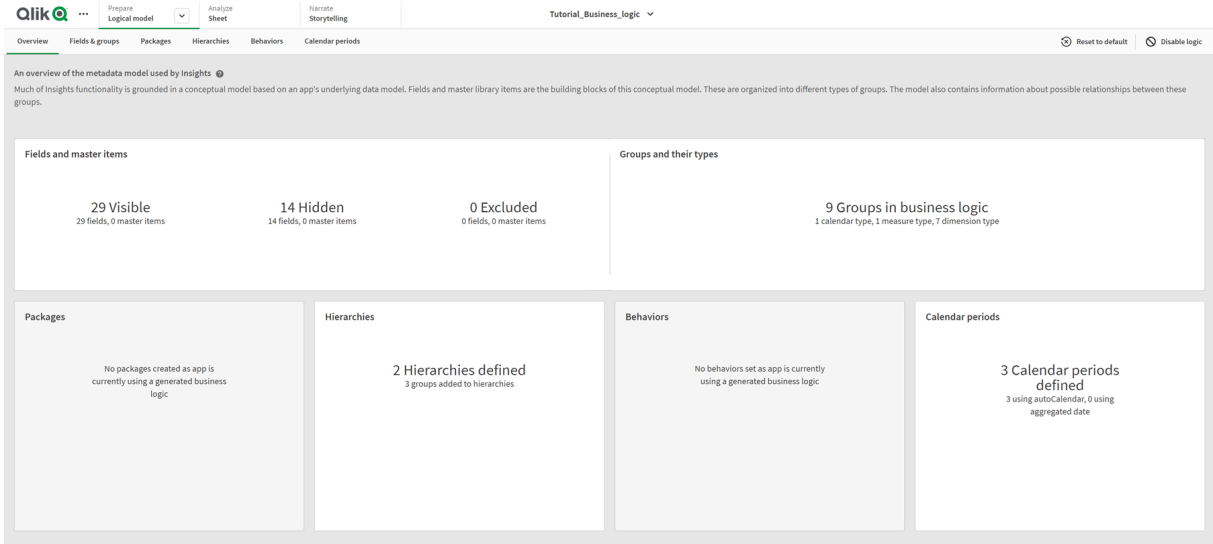 Qlik
Prepare
Logical model
Analyze
Sheet
Narrate
Storytelling
Tutorial_Business_logic
Overview
Fields & groups
Packages
Hierarchies
Behaviors
Calendar periods
Reset to default
Disable logic
An overview of the metadata model used by Insights
Much of Insights functionality is grounded in a conceptual model based on an app's underlying data model. Fields and master library items are the building blocks of this conceptual model. These are organized into different types of groups. The model also contains information about possible relationships between these
groups.
Fields and master items
29 Visible
29 fields, 0 master items
14 Hidden
14 fields, 0 master items
0 Excluded
0 fields, 0 master items
Groups and their types
9 Groups in business logic
1 calendar type, 1 measure type, 7 dimension type
Packages
No packages created as app is
currently using a generated business
logic
Hierarchies
2 Hierarchies defined
3 groups added to hierarchies
Behaviors
No behaviors set as app is currently
using a generated business logic
Calendar periods
3 Calendar periods
defined
3 using autoCalendar, 0 using
aggregated date